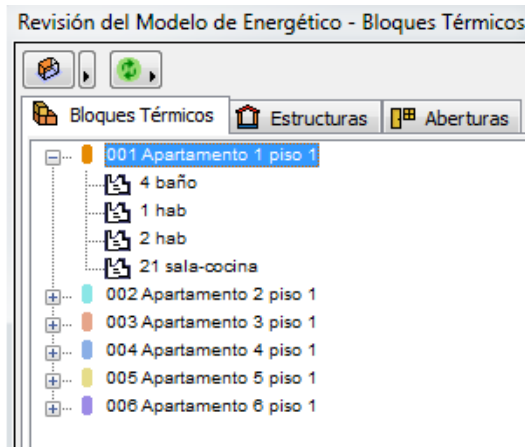 Revisión del Modelo de Energético - Bloques Térmicos
Bloques Térmicos Estructuras Aberturas
001 Apartamento 1 piso 1
4 baño
1 hab
2 hab
21 sala-cocina
002 Apartamento 2 piso 1
003 Apartamento 3 piso 1
004 Apartamento 4 piso 1
005 Apartamento 5 piso 1
006 Apartamento 6 piso 1